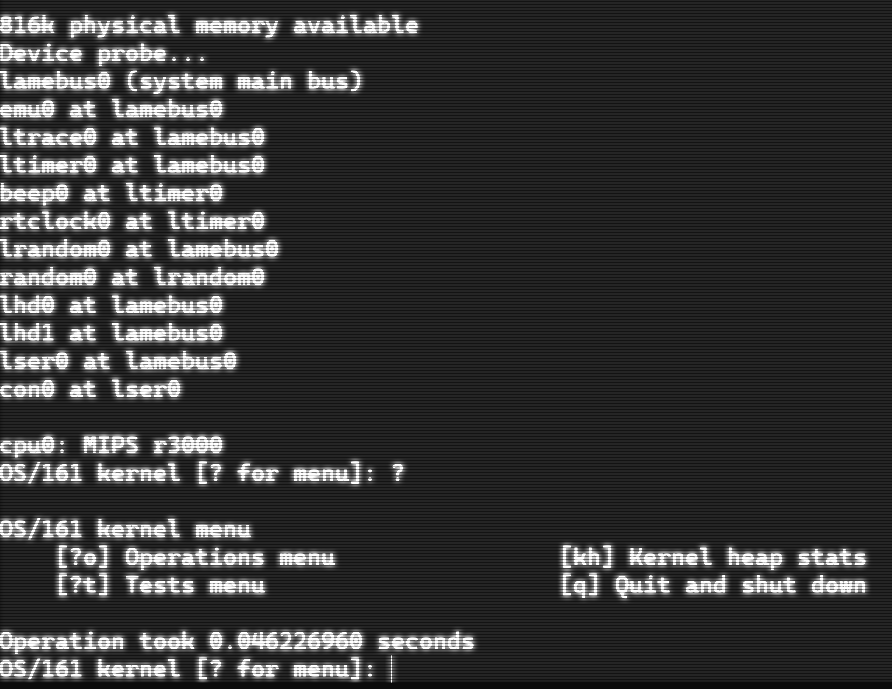 816k physical memory available
Device probe...
lamebus0 (system main bus)
emu0 at lamebus0
ltrace0 at lamebus0
ltimer0 at lamebus0
beep0 at ltimer0
rtclock0 at ltimer0
lrandom0 at lamebus0
random0 at lrandom0
lhd0 at lamebus0
lhd1 at lamebus0
lser0 at lamebus0
con0 at lser0
cpu0: MIPS r3000
OS/161 kernel [? for menu]: ?
OS/161 kernel menu
[?o] Operations menu [kh] Kernel heap stats
[?t] Tests menu [q] Quit and shut down
Operation took 0.046226960 seconds
OS/161 kernel [? for menu]: